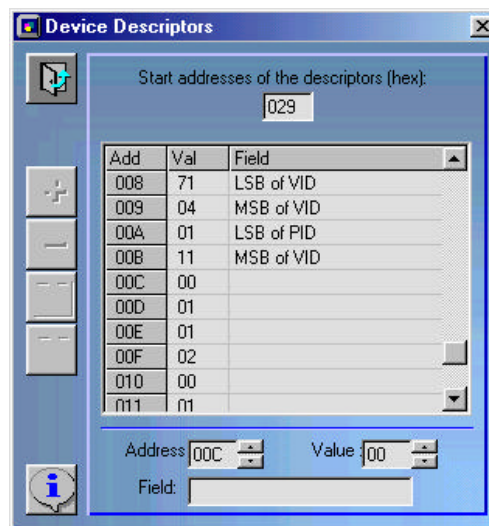 Device Descriptors
Start addresses of the descriptors (hex):
029
Add Val Field
008 71 LSB of VID
009 04 MSB of VID
00A 01 LSB of PID
00B 11 MSB of VID
00C 00
00D 01
00E 01
00F 02
010 00
011 01
Address 00C Value : 00
Field: